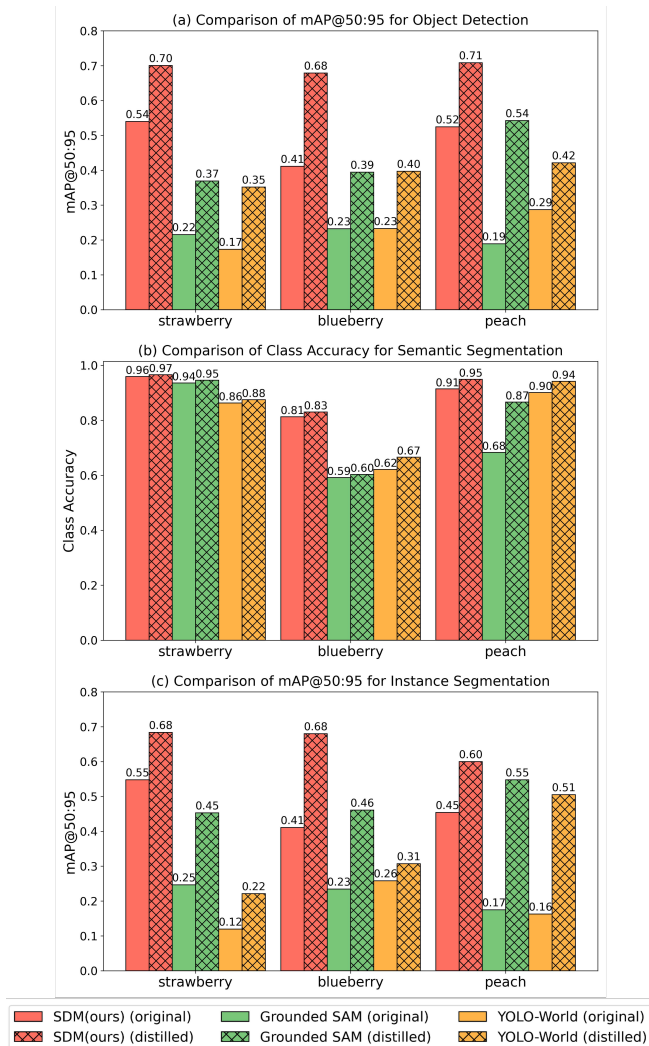 (a) Comparison of mAP@50:95 for Object Detection
mAP@50:95
0.8
0.7
0.6
0.5
0.4
0.3
0.2
0.1
0.0
0.54 0.70 0.22 0.37 0.17 0.35
0.41 0.68 0.23 0.39 0.23 0.40
0.52 0.71 0.19 0.54 0.29 0.42
strawberry blueberry peach
(b) Comparison of Class Accuracy for Semantic Segmentation
Class Accuracy
1.0
0.8
0.6
0.4
0.2
0.0
0.96 0.97 0.94 0.95 0.86 0.88
0.81 0.83 0.59 0.60 0.62 0.67
0.91 0.95 0.68 0.87 0.90 0.94
strawberry blueberry peach
(c) Comparison of mAP@50:95 for Instance Segmentation
mAP@50:95
0.8
0.7
0.6
0.5
0.4
0.3
0.2
0.1
0.0
0.55 0.68 0.25 0.45 0.12 0.22
0.41 0.68 0.23 0.46 0.26 0.31
0.45 0.60 0.17 0.55 0.16 0.51
strawberry blueberry peach
SDM(ours) (original) Grounded SAM (original) YOLO-World (original)
SDM(ours) (distilled) Grounded SAM (distilled) YOLO-World (distilled)